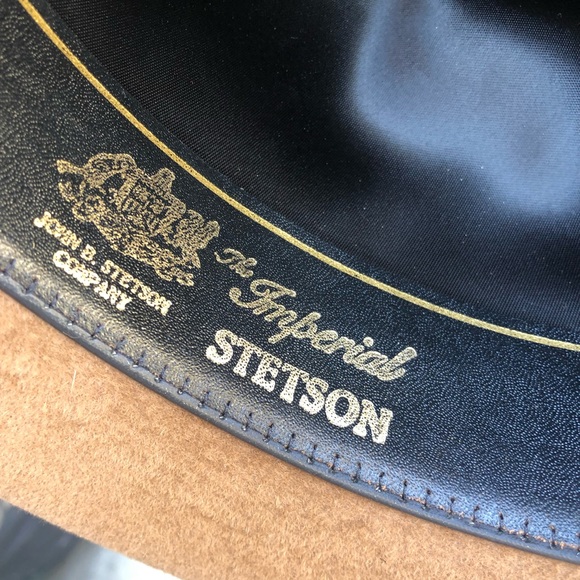 JOHN B. STETSON
COMPANY
The Imperial
STETSON